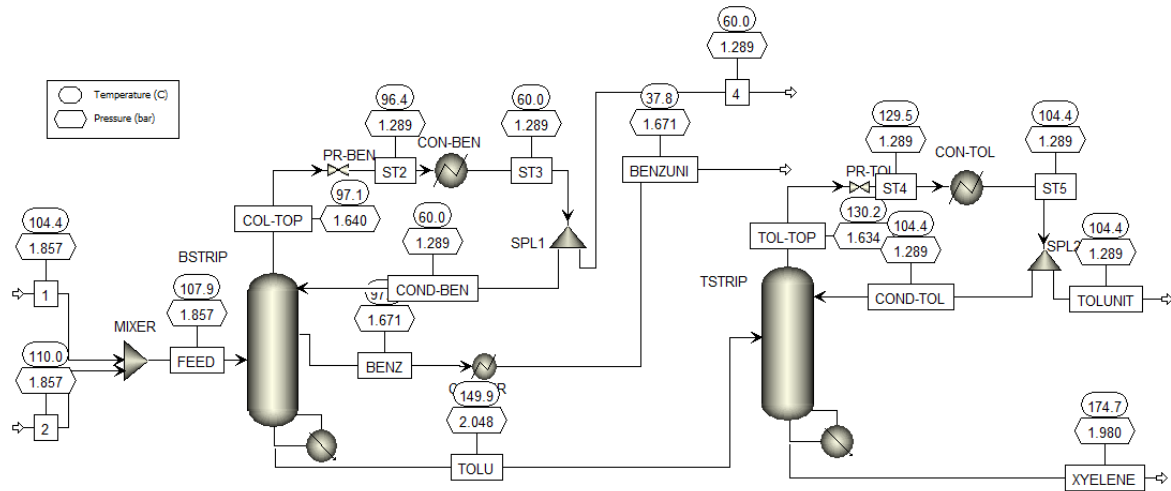 Temperature (C)
Pressure (bar)
60.0
1.289
4
37.8
1.671
BENZUNI
96.4
1.289
ST2
CON-BEN
60.0
1.289
ST3
PR-BEN
97.1
1.640
COL-TOP
60.0
1.289
COND-BEN
SPL1
BSTRIP
104.4
1.857
1
110.0
1.857
2
MIXER
107.9
1.857
FEED
1.671
BENZ
149.9
2.048
TOLU
129.5
1.289
ST4
PR-TOL
CON-TOL
104.4
1.289
ST5
130.2
1.634
TOL-TOP
104.4
1.289
COND-TOL
TSTRIP
104.4
1.289
TOLUNIT
174.7
1.980
XYELENE